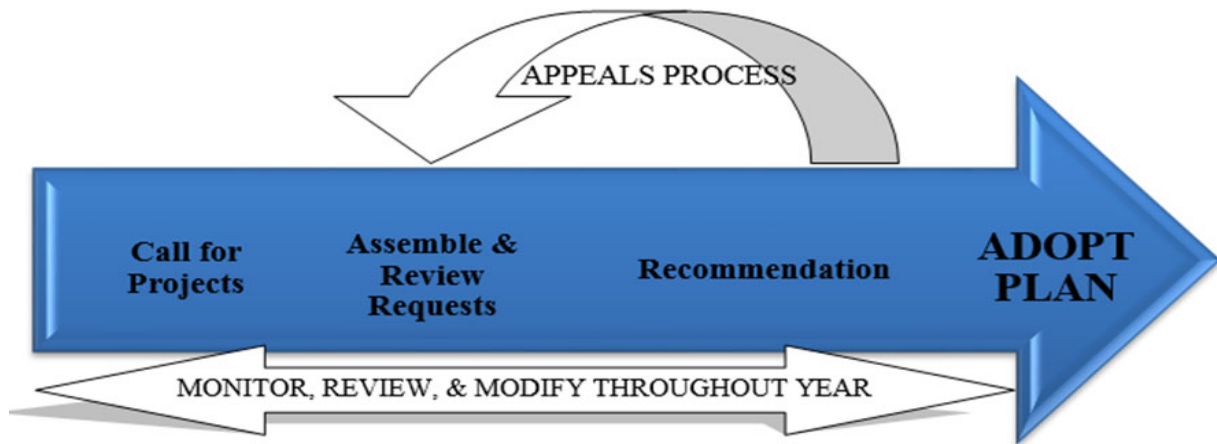 APPEALS PROCESS
Call for
Projects
Assemble &
Review
Requests
Recommendation
ADOPT
PLAN
MONITOR, REVIEW, & MODIFY THROUGHOUT YEAR